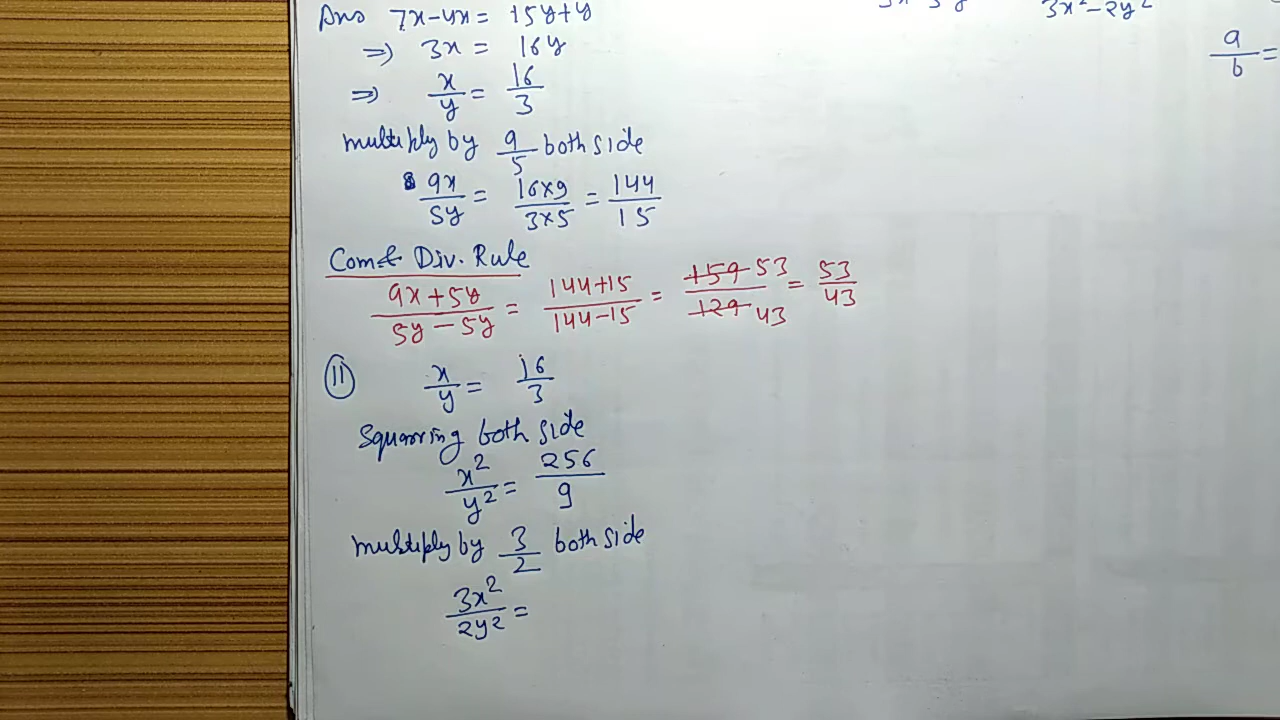 Ans 7x-4x = 15y+y
3x²-2y²
⇒ 3x = 16y
a/b =
⇒ x/y = 16/3
multiply by 9/5 both side
9x/5y = 16×9/3×5 = 144/15
Com & Div. Rule
9x+5y/5y-5y = 144+15/144-15 = 159 53/129 43 = 53/43
(II) x/y = 16/3
Squaring both side
x²/y² = 256/9
multiply by 3/2 both side
3x²/2y² =